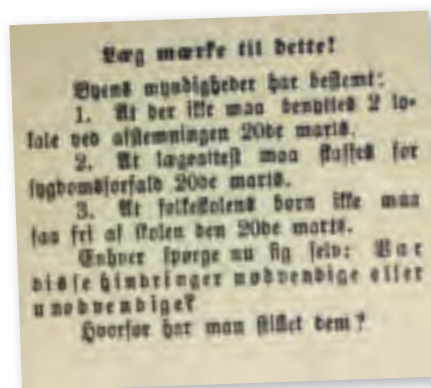 Læg mærke til dette!
Byens myndigheder har bestemt:
1. At der ikke maa benyttes 2 lo-
kale ved afstemningen 20de marts.
2. At lægeattest maa skaffes for
sygdomsforfald 20de marts.
3. At folkeskolens børn ikke maa
faa fri af skolen den 20de marts.
Enhver spørge nu sig selv: Var
disse hindringer nødvendige eller
unødvendige?
Hvorfor har man stillet dem?